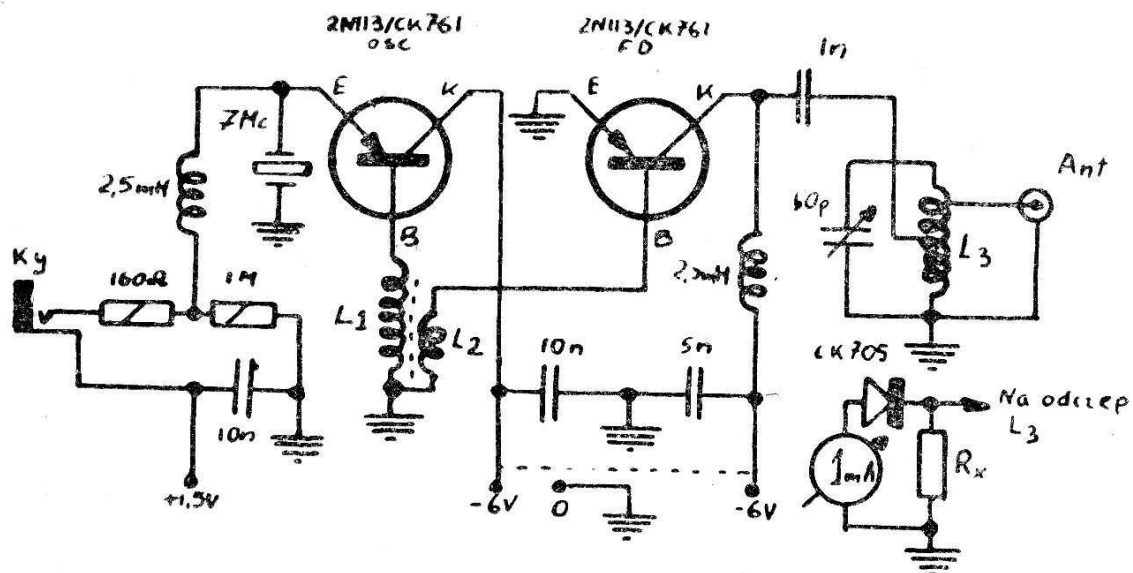 2N113/CK761
OSC
2N113/CK761
FD
1n
E
K
E
K
7Mc
Ant
2,5mH
60p
B
B
Ky
160Ω
1M
2,5mH
L3
L1
L2
10n
5n
CK705
10n
Na odczep
L3
1mA
Rx
+1,5V
-6V
0
-6V